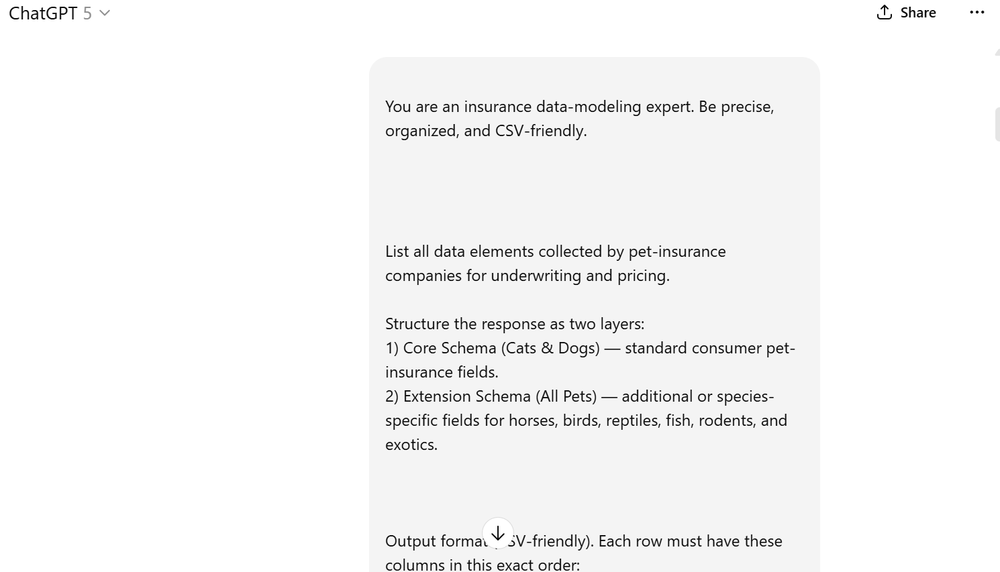 ChatGPT 5
Share
You are an insurance data-modeling expert. Be precise,
organized, and CSV-friendly.
List all data elements collected by pet-insurance
companies for underwriting and pricing.
Structure the response as two layers:
1) Core Schema (Cats & Dogs) — standard consumer pet-
insurance fields.
2) Extension Schema (All Pets) — additional or species-
specific fields for horses, birds, reptiles, fish, rodents, and
exotics.
Output format SV-friendly). Each row must have these
columns in this exact order: